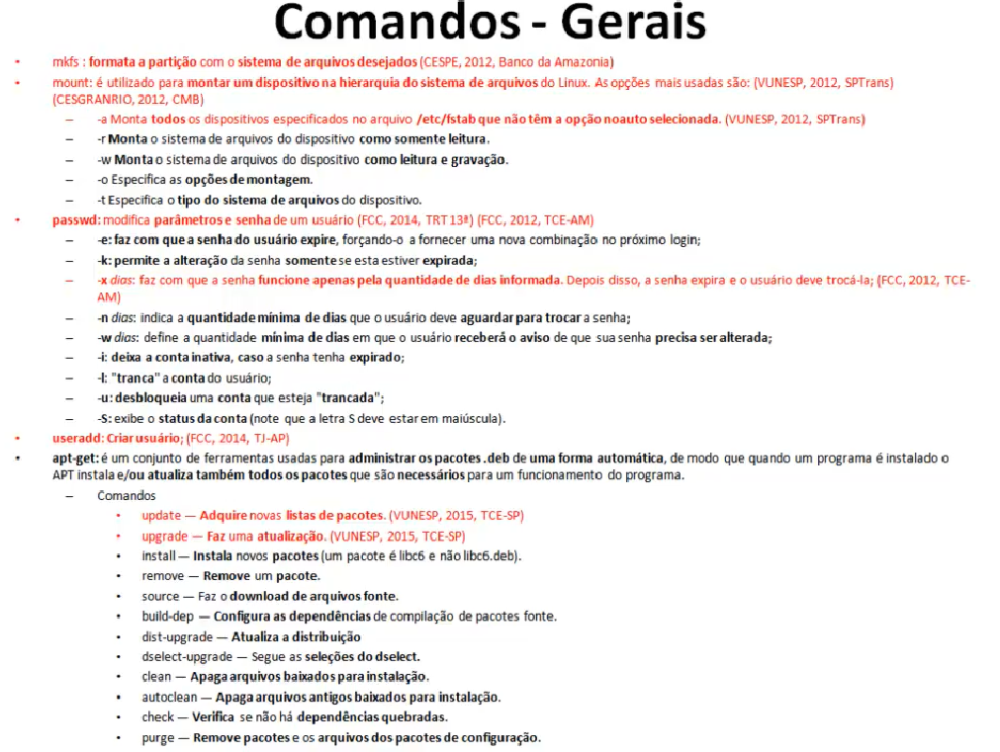 Comandos - Gerais
• mkfs : formata a partição com o sistema de arquivos desejados (CESPE, 2012, Banco da Amazonia)
• mount: é utilizado para montar um dispositivo na hierarquia do sistema de arquivos do Linux. As opções mais usadas são: (VUNESP, 2012, SPTrans)
(CESGRANRIO, 2012, CMB)
– -a Monta todos os dispositivos especificados no arquivo /etc/fstab que não têm a opção noauto selecionada. (VUNESP, 2012, SPTrans)
– -r Monta o sistema de arquivos do dispositivo como somente leitura.
– -w Monta o sistema de arquivos do dispositivo como leitura e gravação.
– -o Especifica as opções de montagem.
– -t Especifica o tipo do sistema de arquivos do dispositivo.
• passwd: modifica parâmetros e senha de um usuário (FCC, 2014, TRT 13ª) (FCC, 2012, TCE-AM)
– -e: faz com que a senha do usuário expire, forçando-o a fornecer uma nova combinação no próximo login;
– -k: permite a alteração da senha somente se esta estiver expirada;
– -x dias: faz com que a senha funcione apenas pela quantidade de dias informada. Depois disso, a senha expira e o usuário deve trocá-la; (FCC, 2012, TCE-
AM)
– -n dias: indica a quantidade mínima de dias que o usuário deve aguardar para trocar a senha;
– -w dias: define a quantidade mínima de dias em que o usuário receberá o aviso de que sua senha precisa ser alterada;
– -i: deixa a conta inativa, caso a senha tenha expirado;
– -l: "tranca" a conta do usuário;
– -u: desbloqueia uma conta que esteja "trancada";
– -S: exibe o status da conta (note que a letra S deve estar em maiúscula).
• useradd: Criar usuário; (FCC, 2014, TJ-AP)
• apt-get: é um conjunto de ferramentas usadas para administrar os pacotes .deb de uma forma automática, de modo que quando um programa é instalado o
APT instala e/ou atualiza também todos os pacotes que são necessários para um funcionamento do programa.
– Comandos
• update — Adquire novas listas de pacotes. (VUNESP, 2015, TCE-SP)
• upgrade — Faz uma atualização. (VUNESP, 2015, TCE-SP)
• install — Instala novos pacotes (um pacote é libc6 e não libc6.deb).
• remove — Remove um pacote.
• source — Faz o download de arquivos fonte.
• build-dep — Configura as dependências de compilação de pacotes fonte.
• dist-upgrade — Atualiza a distribuição
• dselect-upgrade — Segue as seleções do dselect.
• clean — Apaga arquivos baixados para instalação.
• autoclean — Apaga arquivos antigos baixados para instalação.
• check — Verifica se não há dependências quebradas.
• purge — Remove pacotes e os arquivos dos pacotes de configuração.